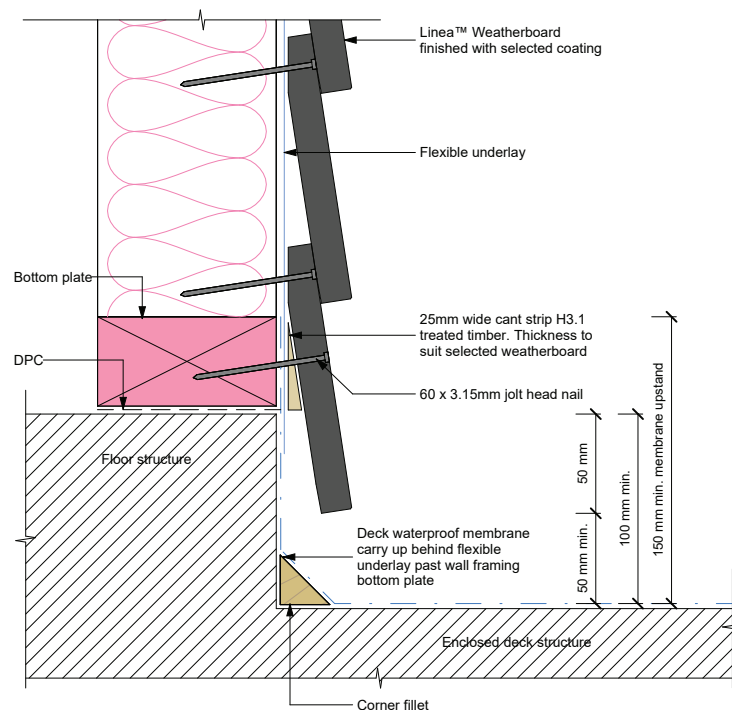 Linea™ Weatherboard
finished with selected coating
Flexible underlay
Bottom plate
25mm wide cant strip H3.1
treated timber. Thickness to
suit selected weatherboard
DPC
60 x 3.15mm jolt head nail
Floor structure
50 mm
100 mm min.
150 mm min. membrane upstand
50 mm min.
Deck waterproof membrane
carry up behind flexible
underlay past wall framing
bottom plate
Enclosed deck structure
Corner fillet